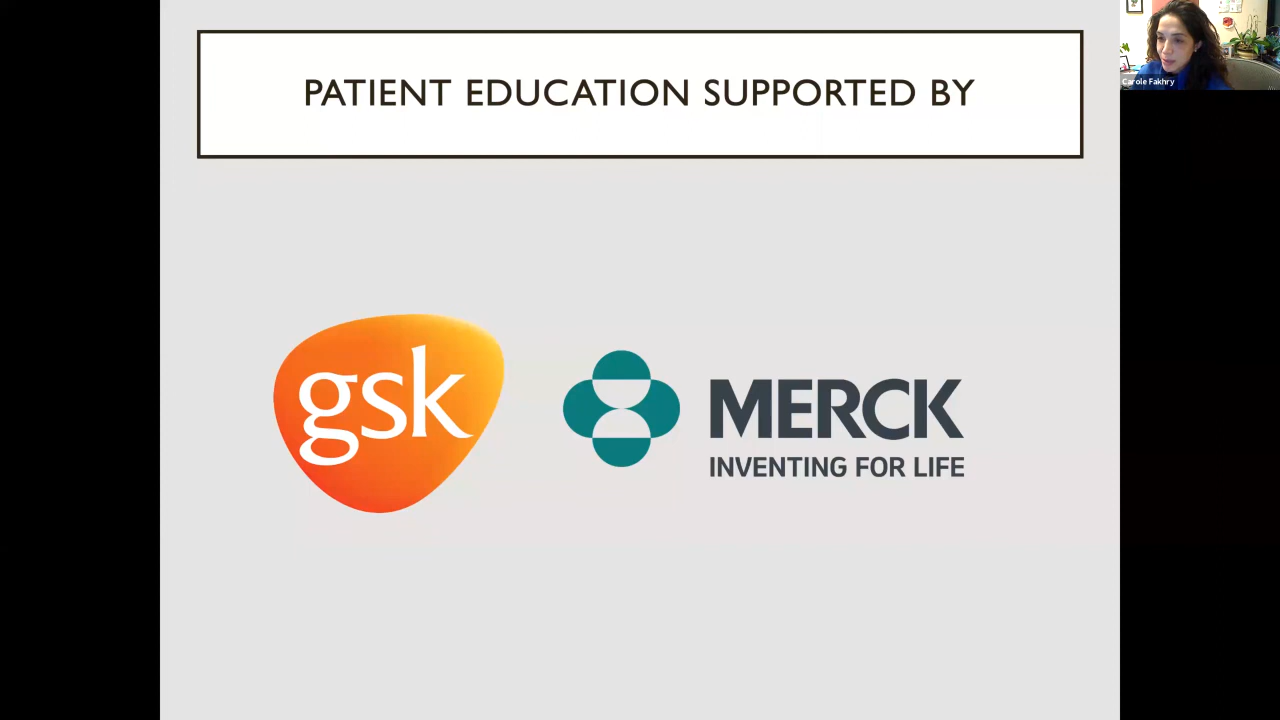 PATIENT EDUCATION SUPPORTED BY
gsk
MERCK
INVENTING FOR LIFE
Carole Fakhry